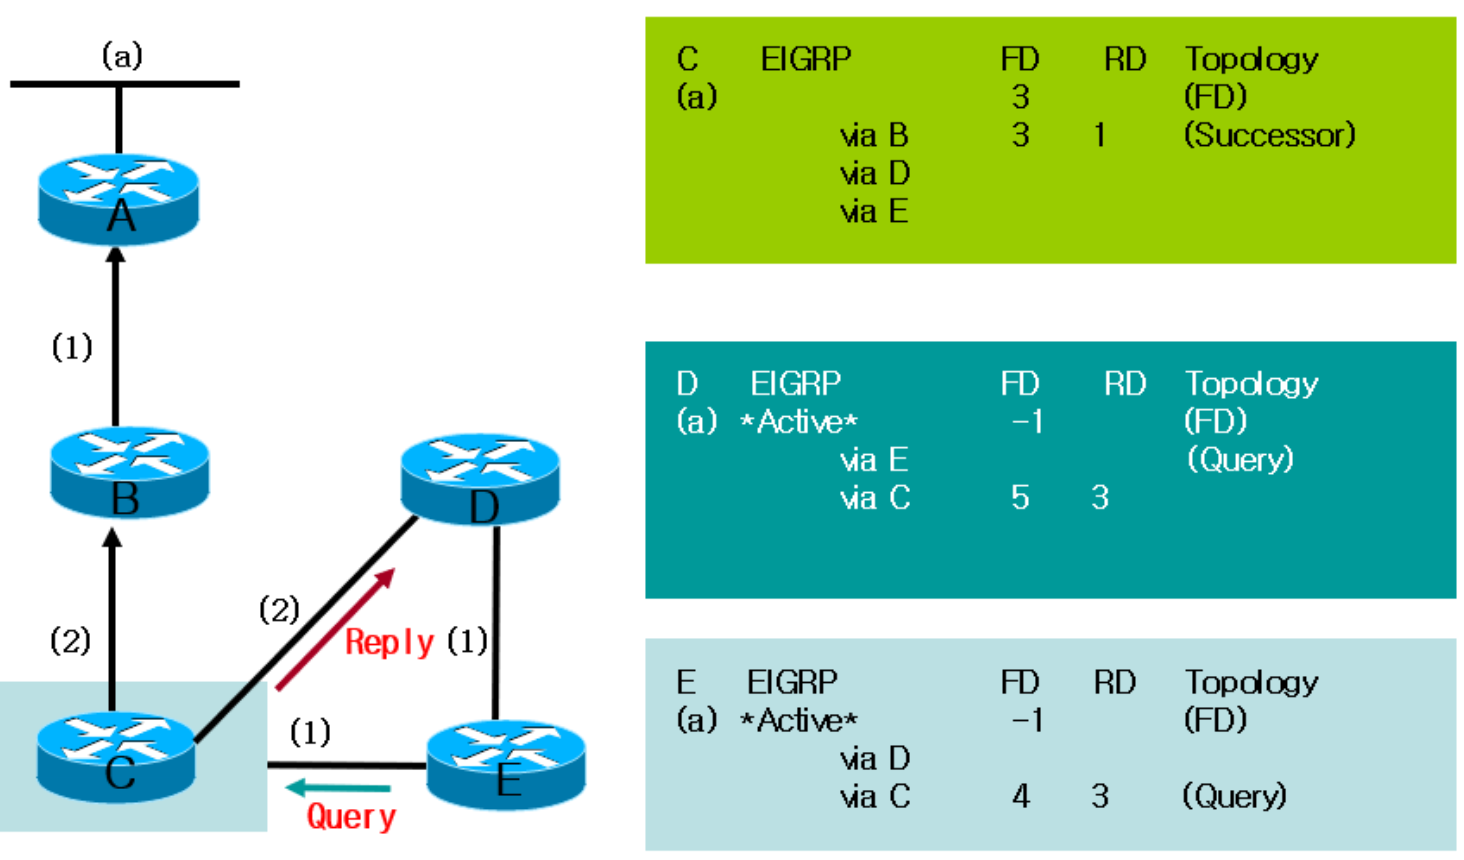 (a)
A
(1)
B
D
(2)
(2)
Reply
(1)
(1)
C
E
Query
C EIGRP FD RD Topology
(a) 3 (FD)
via B 3 1 (Successor)
via D
via E
D EIGRP FD RD Topology
(a) *Active* -1 (FD)
via E (Query)
via C 5 3
E EIGRP FD RD Topology
(a) *Active* -1 (FD)
via D
via C 4 3 (Query)